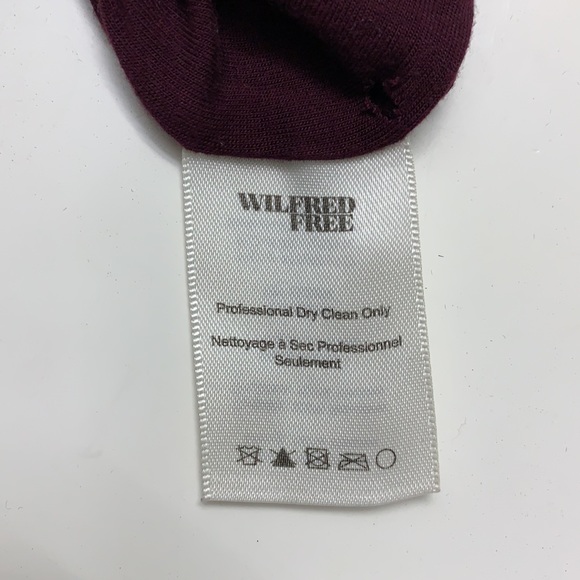 WILFRED
FREE
Professional Dry Clean Only
Nettoyage à Sec Professionnel
Seulement